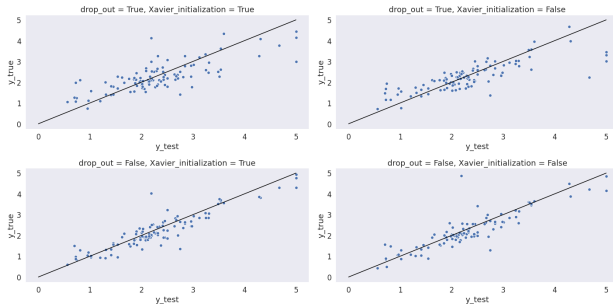 drop_out = True, Xavier_initialization = True
5
4
3
2
1
0
y_true
0 1 2 3 4 5
y_test
drop_out = True, Xavier_initialization = False
5
4
3
2
1
0
y_true
0 1 2 3 4 5
y_test
drop_out = False, Xavier_initialization = True
5
4
3
2
1
0
y_true
0 1 2 3 4 5
y_test
drop_out = False, Xavier_initialization = False
5
4
3
2
1
0
y_true
0 1 2 3 4 5
y_test